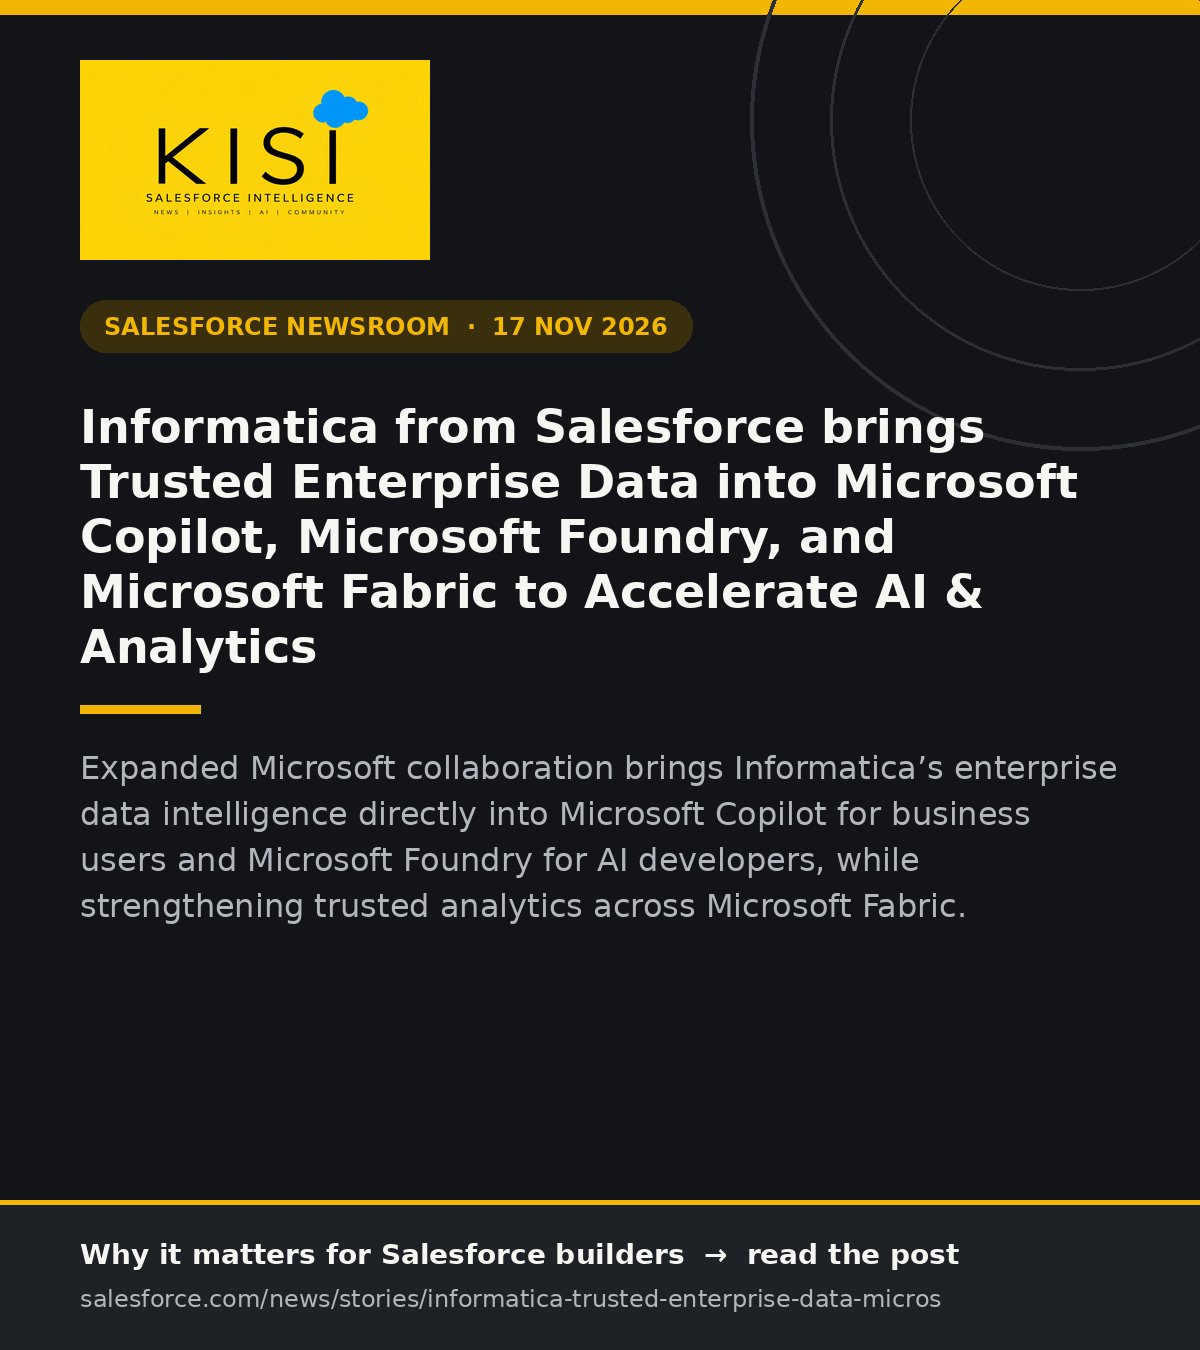 KISI
SALESFORCE INTELLIGENCE
NEWS | INSIGHTS | AI | COMMUNITY
SALESFORCE NEWSROOM · 17 NOV 2026
Informatica from Salesforce brings
Trusted Enterprise Data into Microsoft
Copilot, Microsoft Foundry, and
Microsoft Fabric to Accelerate AI &
Analytics
Expanded Microsoft collaboration brings Informatica’s enterprise
data intelligence directly into Microsoft Copilot for business
users and Microsoft Foundry for AI developers, while
strengthening trusted analytics across Microsoft Fabric.
Why it matters for Salesforce builders → read the post
salesforce.com/news/stories/informatica-trusted-enterprise-data-micros